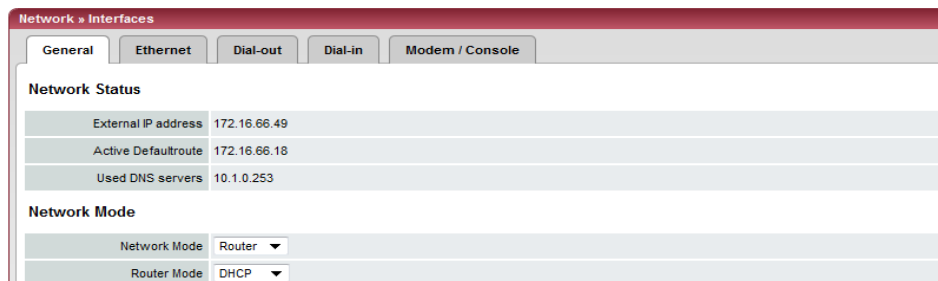 Network » Interfaces
General Ethernet Dial-out Dial-in Modem / Console
Network Status
External IP address 172.16.66.49
Active Defaultroute 172.16.66.18
Used DNS servers 10.1.0.253
Network Mode
Network Mode Router
Router Mode DHCP